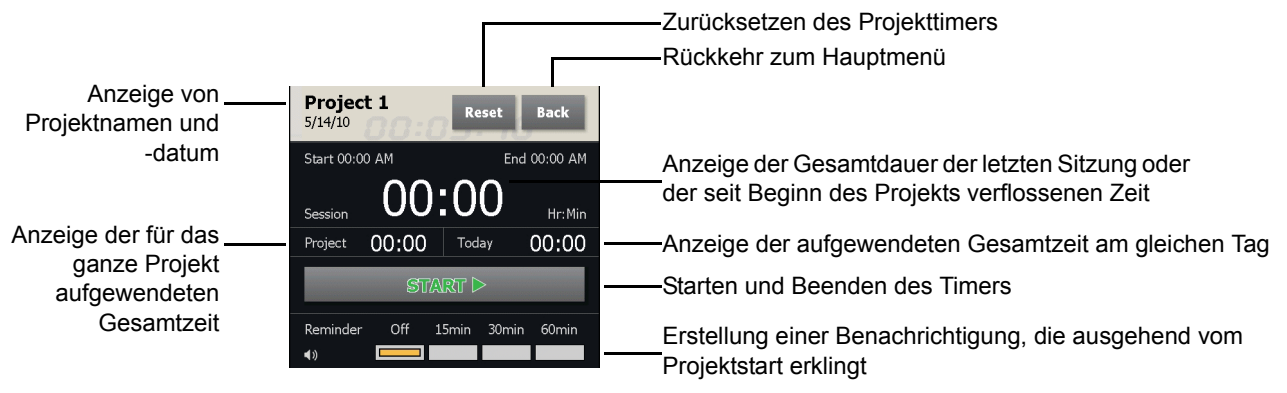 Zurücksetzen des Projekttimers
Rückkehr zum Hauptmenü
Anzeige von
Projektnamen und
-datum
Project 1
5/14/10
Reset
Back
Start 00:00 AM
End 00:00 AM
00:00
Session
Hr:Min
Anzeige der Gesamtdauer der letzten Sitzung oder
der seit Beginn des Projekts verflossenen Zeit
Anzeige der für das
ganze Projekt
aufgewendeten
Gesamtzeit
Project 00:00
Today 00:00
Anzeige der aufgewendeten Gesamtzeit am gleichen Tag
START
Starten und Beenden des Timers
Reminder Off 15min 30min 60min
Erstellung einer Benachrichtigung, die ausgehend vom
Projektstart erklingt